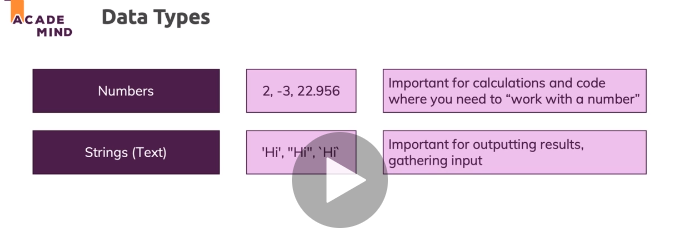 ACADE
MIND
Data Types
Numbers
2, -3, 22.956
Important for calculations and code
where you need to “work with a number”
Strings (Text)
'Hi', "Hi", `Hi`
Important for outputting results,
gathering input